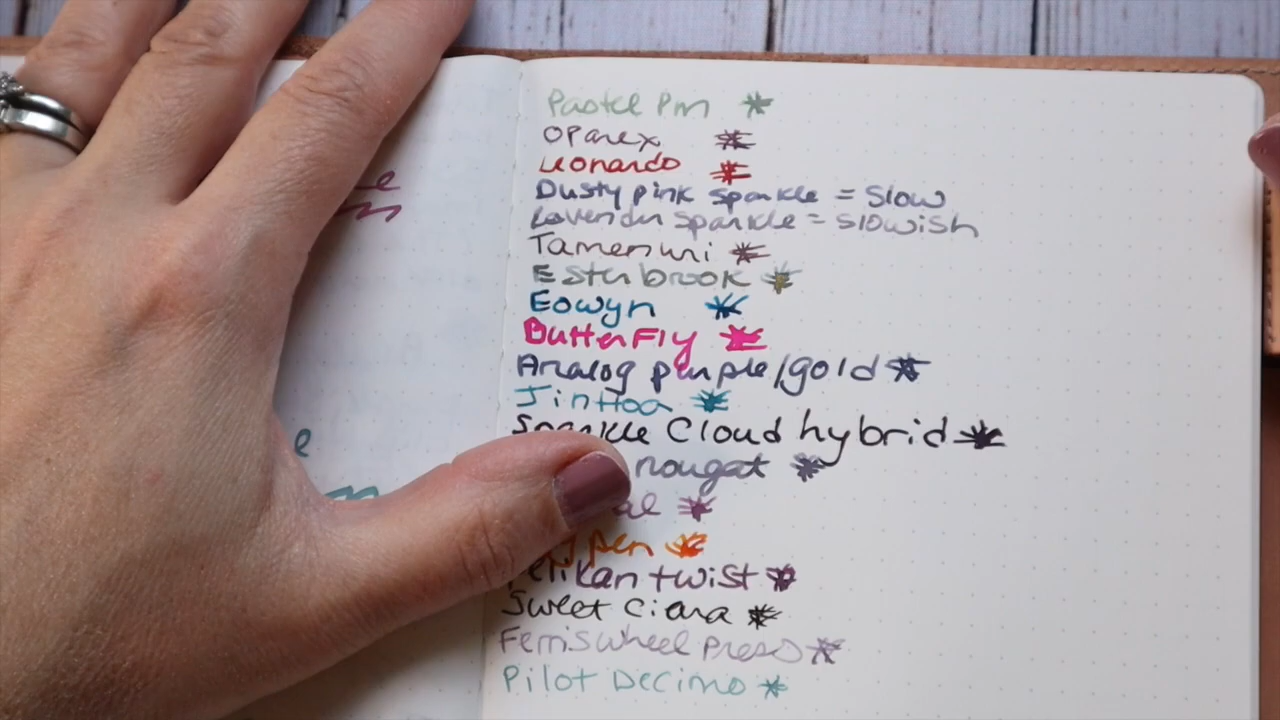 Pastel Pm
Oparex
Leonardo
Dusty pink sparkle = Slow
Lavender sparkle = Slowish
Tamenuri
Esterbrook
Eowyn
ButterFly
Analog purple/gold
JinHao
Sparkle Cloud hybrid
nougat
pen
Pelikan twist
Sweet Ciara
Ferris wheel Press
Pilot Decimo